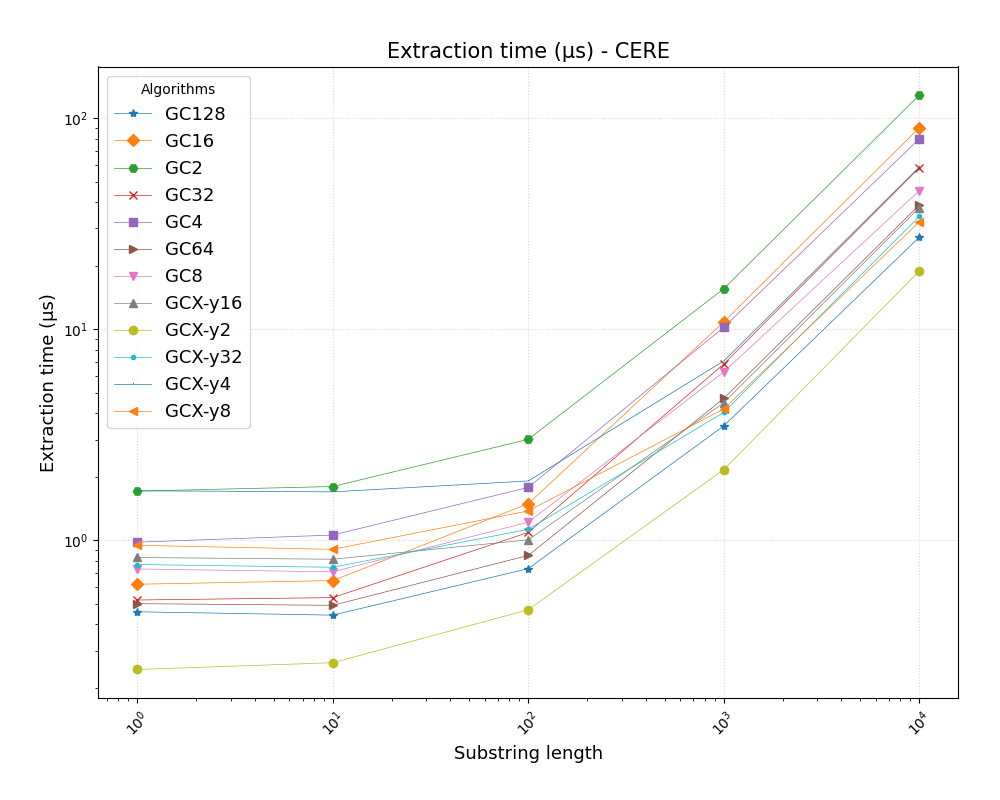 Extraction time (µs) - CERE
Extraction time (µs)
10²
10¹
10⁰
Algorithms
GC128
GC16
GC2
GC32
GC4
GC64
GC8
GCX-y16
GCX-y2
GCX-y32
GCX-y4
GCX-y8
10⁰ 10¹ 10² 10³ 10⁴
Substring length